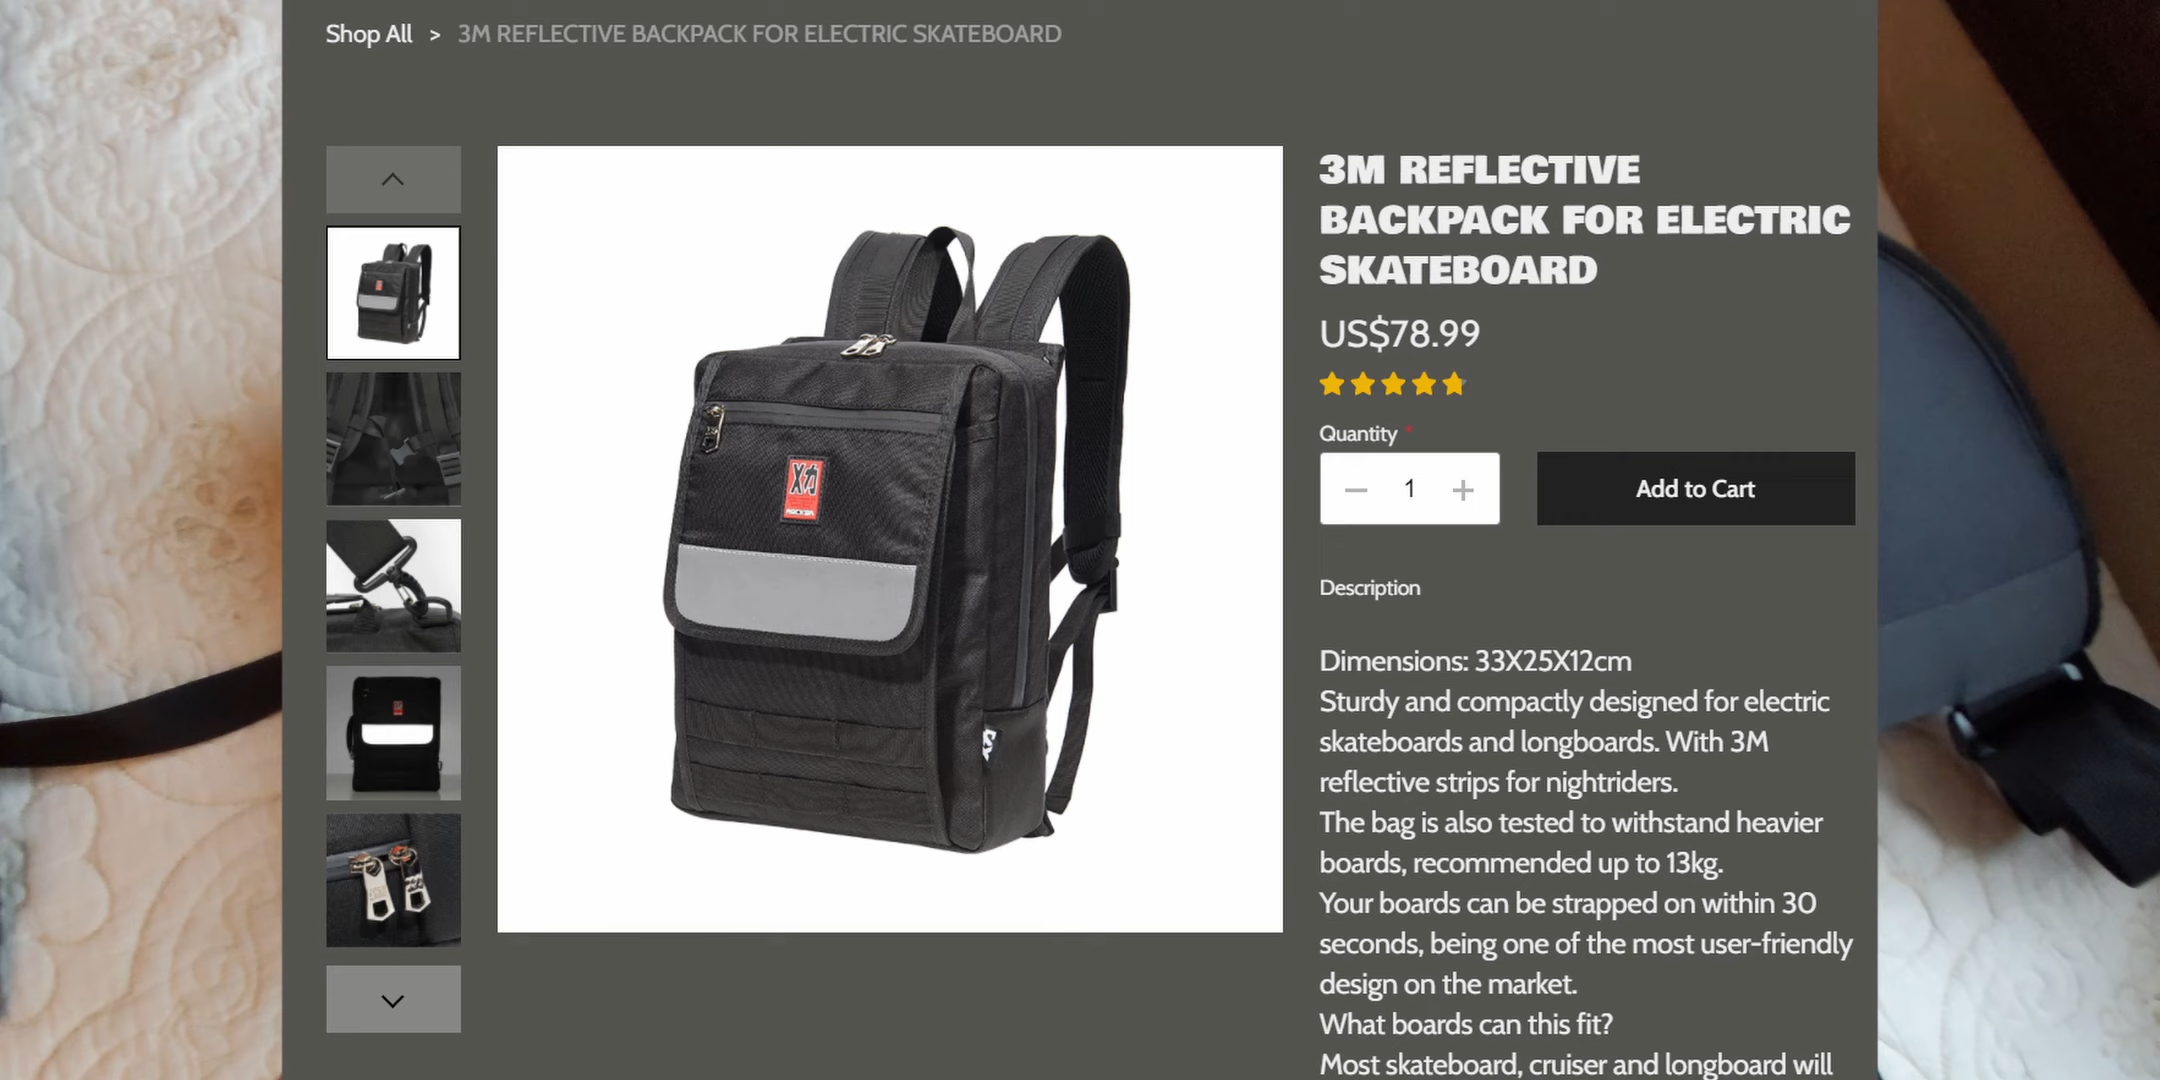 Shop All > 3M REFLECTIVE BACKPACK FOR ELECTRIC SKATEBOARD
3M REFLECTIVE
BACKPACK FOR ELECTRIC
SKATEBOARD
US$78.99
Quantity *
1
Add to Cart
Description
Dimensions: 33X25X12cm
Sturdy and compactly designed for electric
skateboards and longboards. With 3M
reflective strips for nightriders.
The bag is also tested to withstand heavier
boards, recommended up to 13kg.
Your boards can be strapped on within 30
seconds, being one of the most user-friendly
design on the market.
What boards can this fit?
Most skateboard, cruiser and longboard will
X力